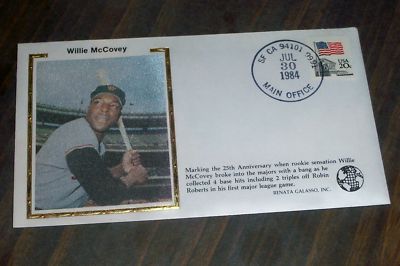 Willie McCovey
SF CA 94101 9991
JUL
30
1984
MAIN OFFICE
USA
20c
Marking the 25th Anniversary when rookie sensation Willie
McCovey broke into the majors with a bang as he
collected 4 base hits including 2 triples off Robin
Roberts in his first major league game.
RENATA GALASSO, INC.